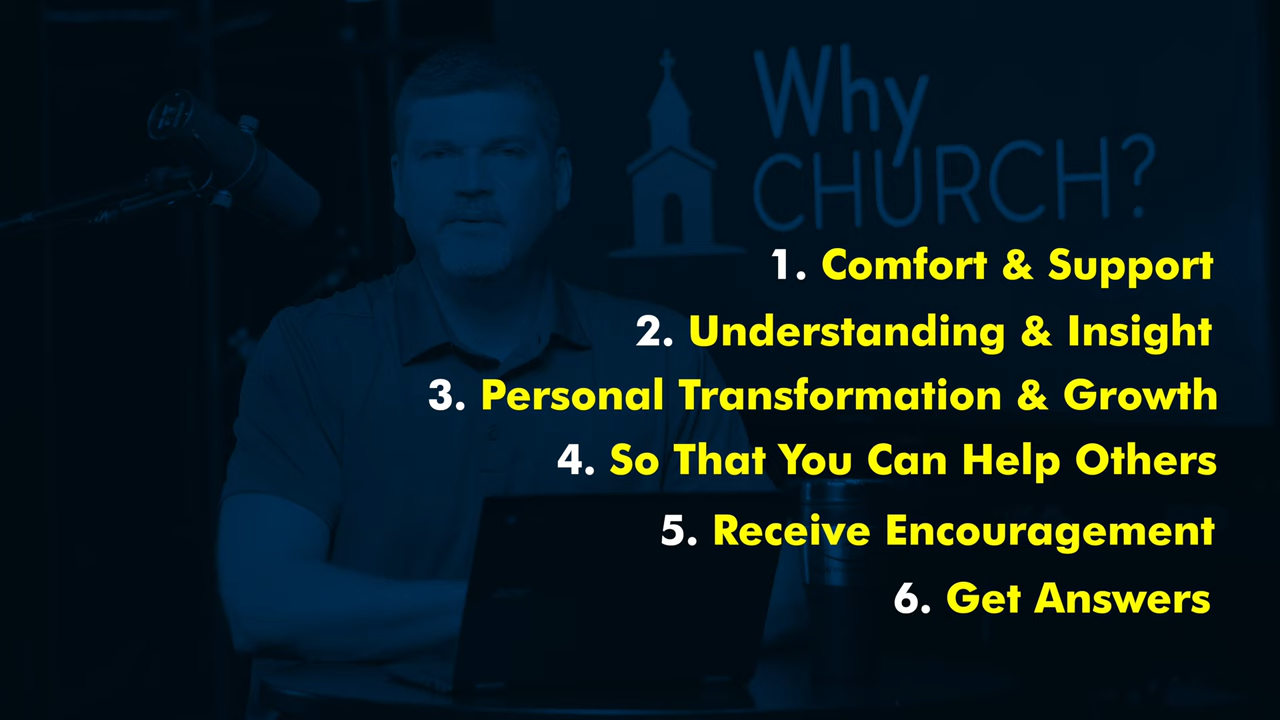 Why
CHURCH?
1. Comfort & Support
2. Understanding & Insight
3. Personal Transformation & Growth
4. So That You Can Help Others
5. Receive Encouragement
6. Get Answers